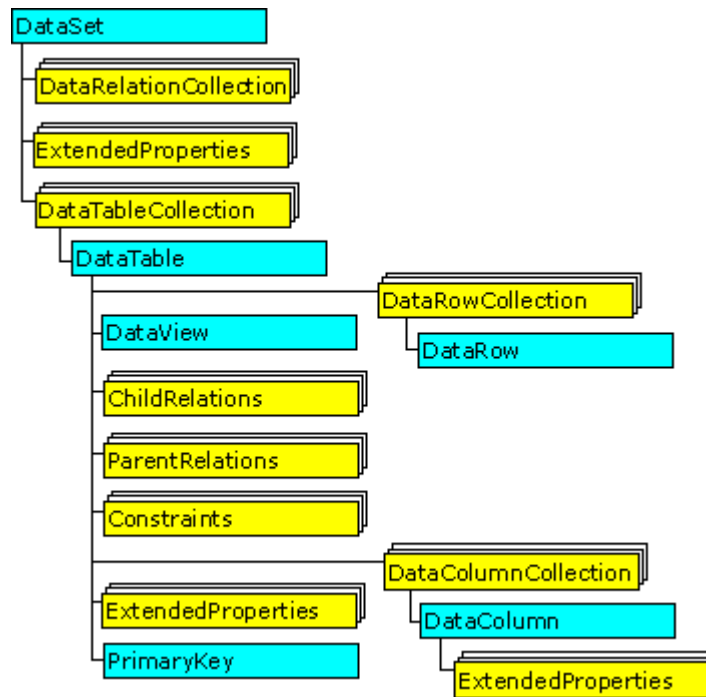 DataSet
DataRelationCollection
ExtendedProperties
DataTableCollection
DataTable
DataRowCollection
DataView
DataRow
ChildRelations
ParentRelations
Constraints
DataColumnCollection
ExtendedProperties
DataColumn
PrimaryKey
ExtendedProperties